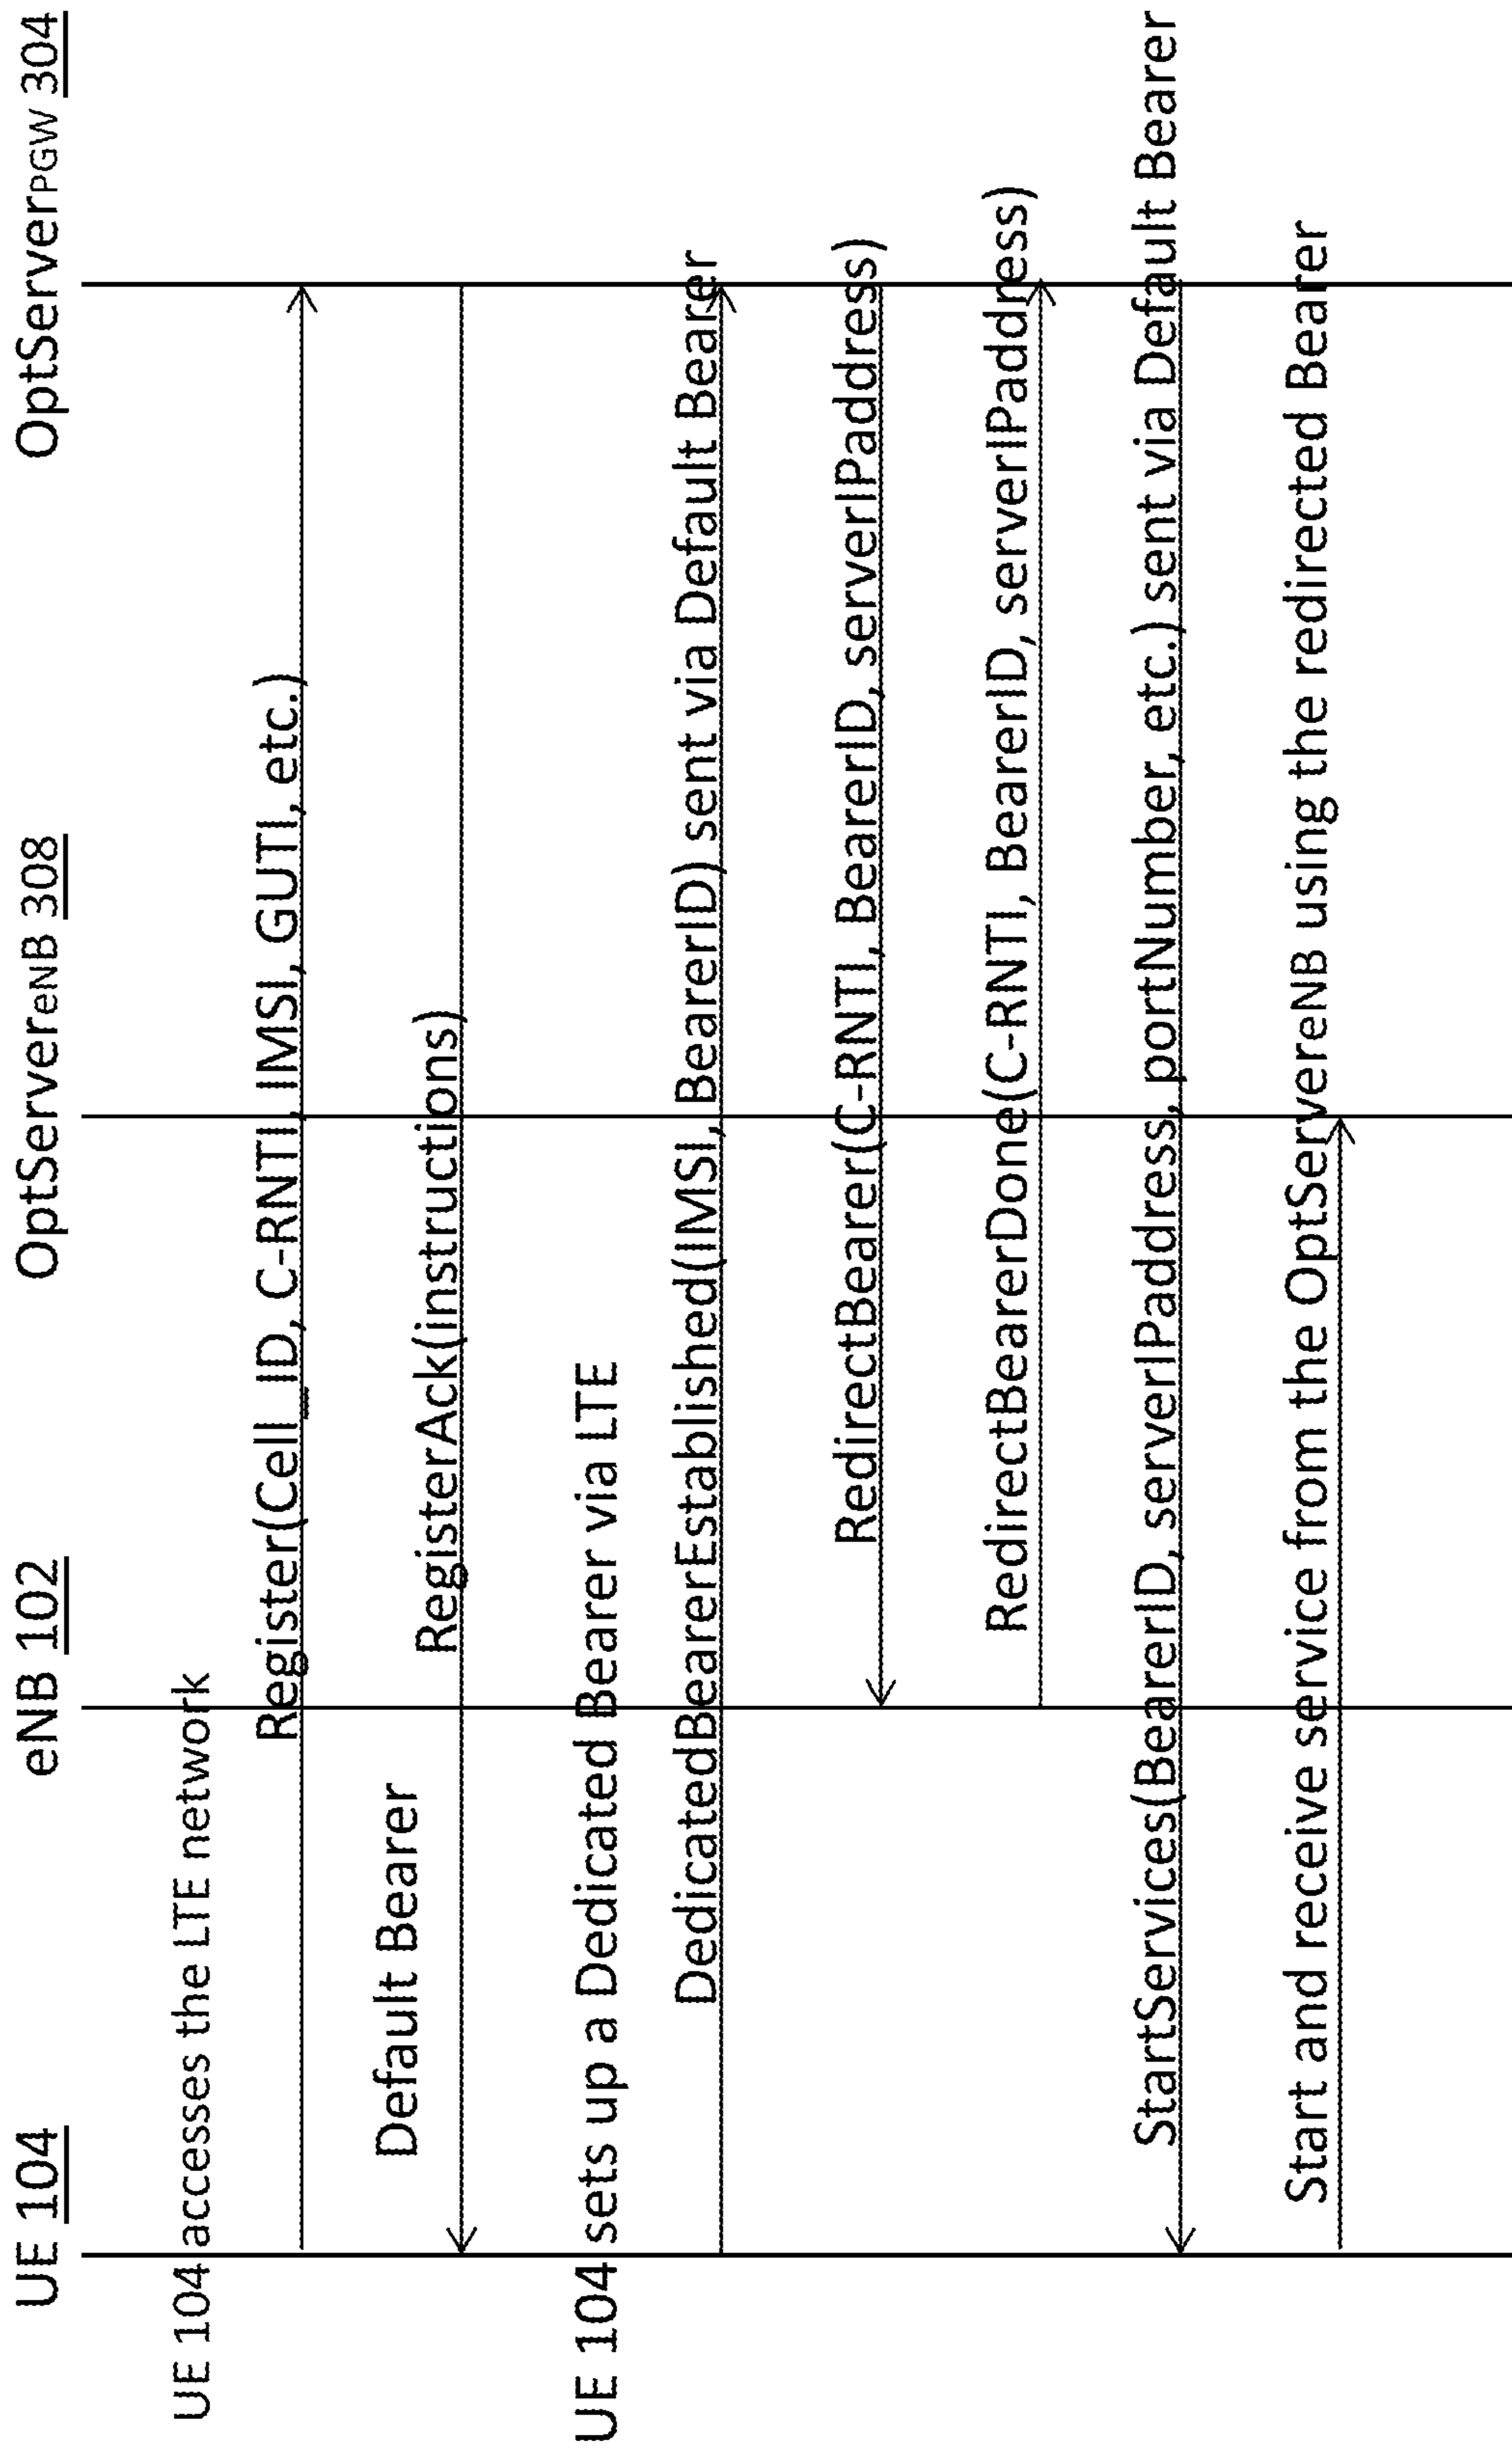 UE 104
eNB 102
OptServereNB 308
OptServerPGW 304
UE 104 accesses the LTE network
Register(Cell_ID, C-RNTI, IMSI, GUTI, etc.)
Default Bearer
RegisterAck(instructions)
UE 104 sets up a Dedicated Bearer via LTE
DedicatedBearerEstablished(IMSI, BearerID) sent via Default Bearer
RedirectBearer(C-RNTI, BearerID, serverIPaddress)
RedirectBearerDone(C-RNTI, BearerID, serverIPaddress)
StartServices(BearerID, serverIPaddress, portNumber, etc.) sent via Default Bearer
Start and receive service from the OptServereNB using the redirected Bearer